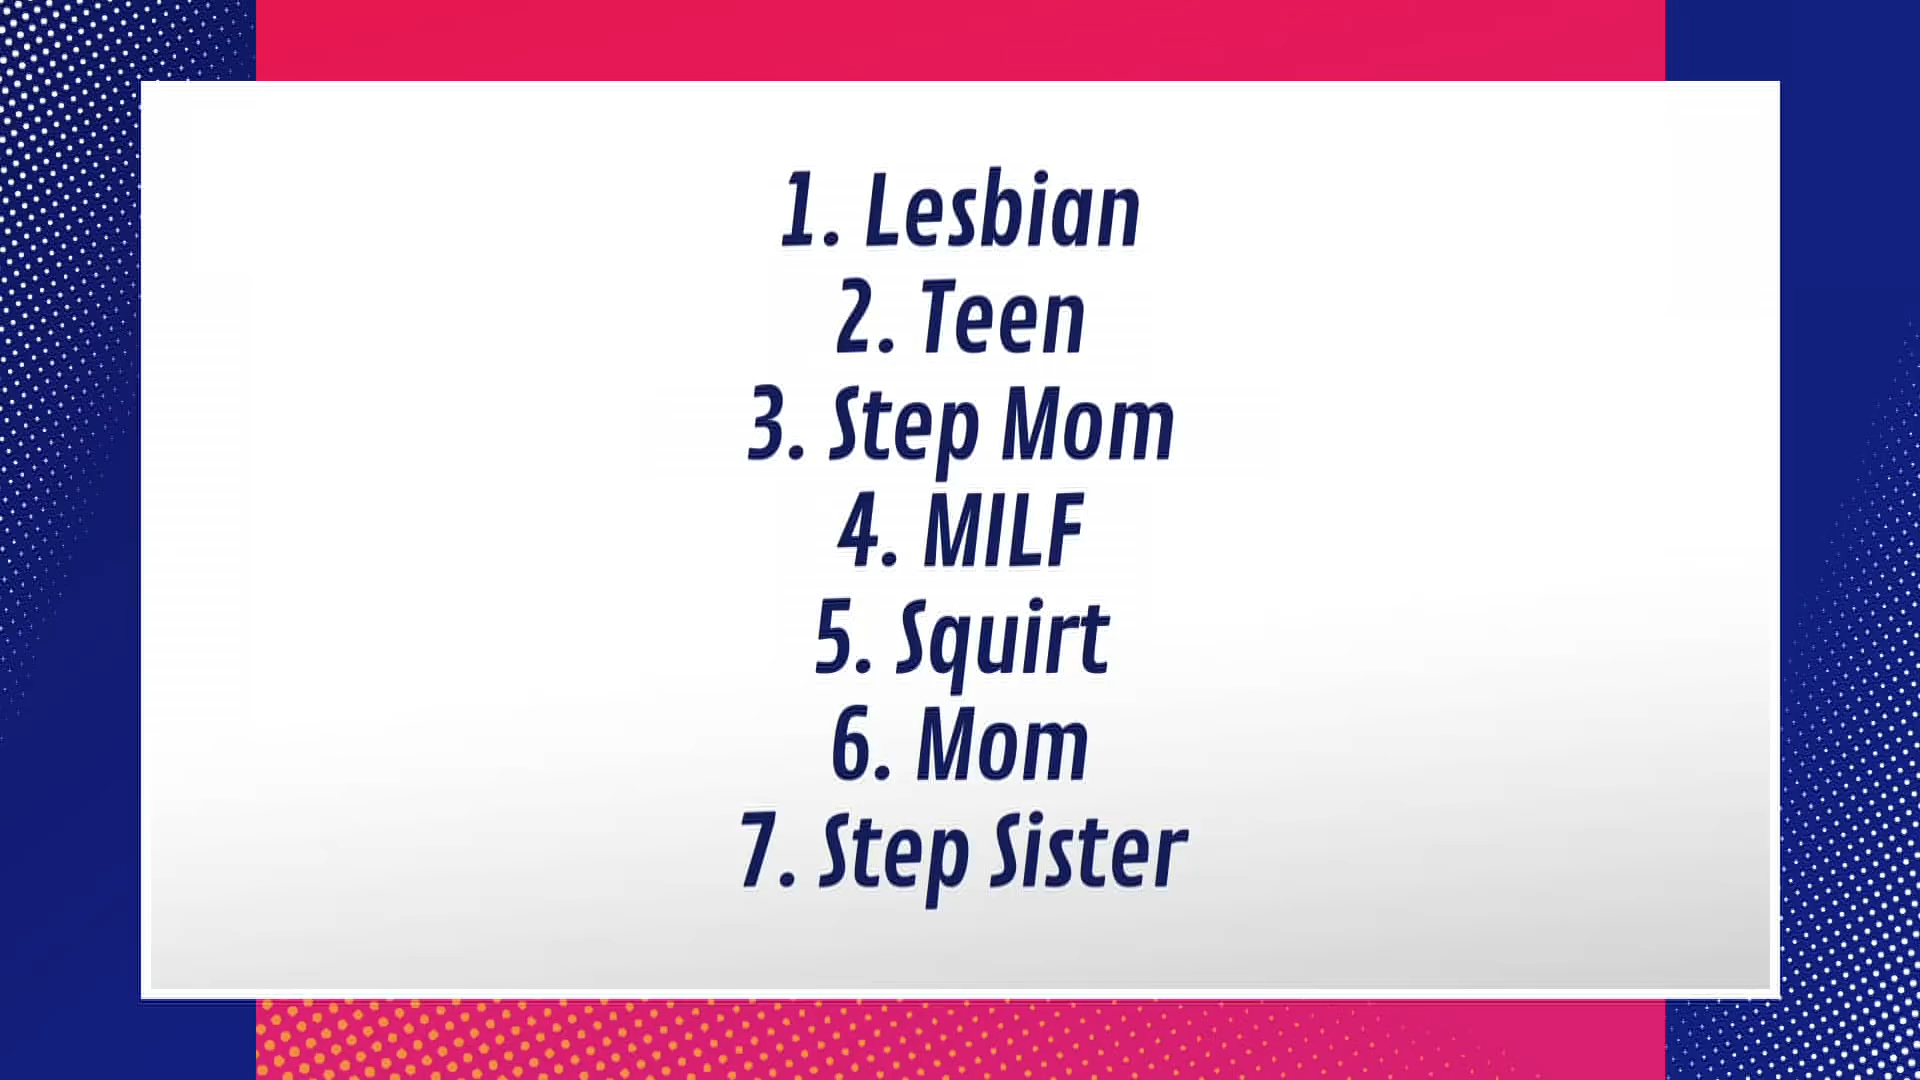 1. Lesbian
2. Teen
3. Step Mom
4. MILF
5. Squirt
6. Mom
7. Step Sister